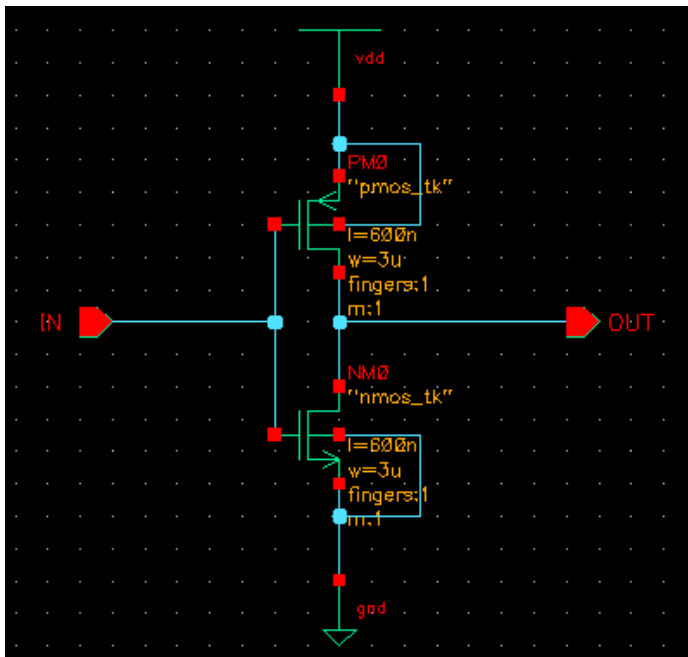 vdd
PM0
"pmos_tk"
l=600n
w=3u
fingers:1
m:1
IN
OUT
NM0
"nmos_tk"
l=600n
w=3u
fingers:1
m:1
gnd